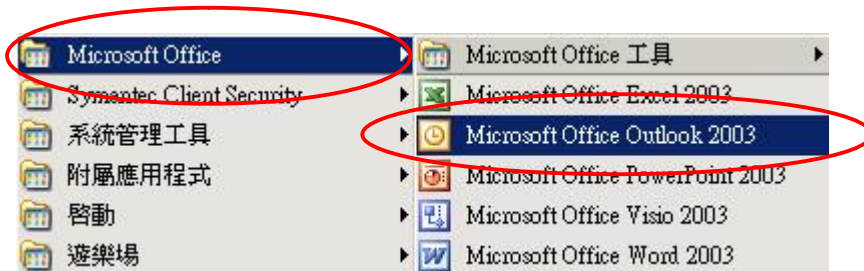 Microsoft Office
Symantec Client Security
系統管理工具
附屬應用程式
啓動
遊樂場
Microsoft Office 工具
Microsoft Office Excel 2003
Microsoft Office Outlook 2003
Microsoft Office PowerPoint 2003
Microsoft Office Visio 2003
Microsoft Office Word 2003